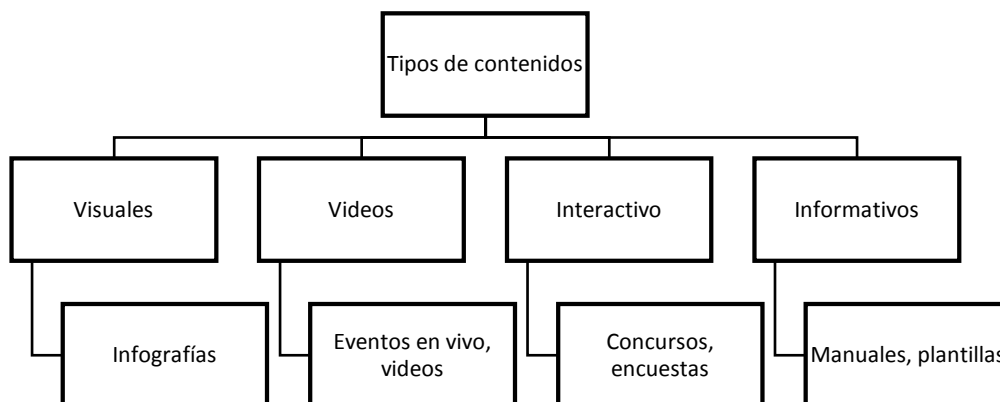 Tipos de contenidos
Visuales
Videos
Interactivo
Informativos
Infografías
Eventos en vivo,
videos
Concursos,
encuestas
Manuales, plantillas